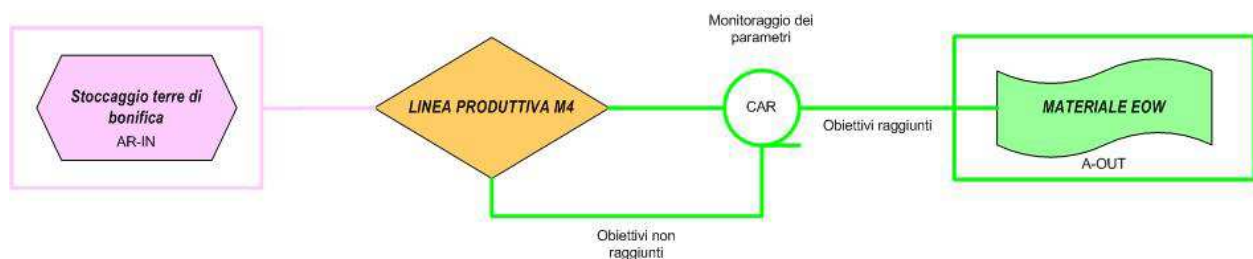 Stoccaggio terre di
bonifica
AR-IN
LINEA PRODUTTIVA M4
Monitoraggio dei
parametri
CAR
Obiettivi raggiunti
MATERIALE EOW
A-OUT
Obiettivi non
raggiunti